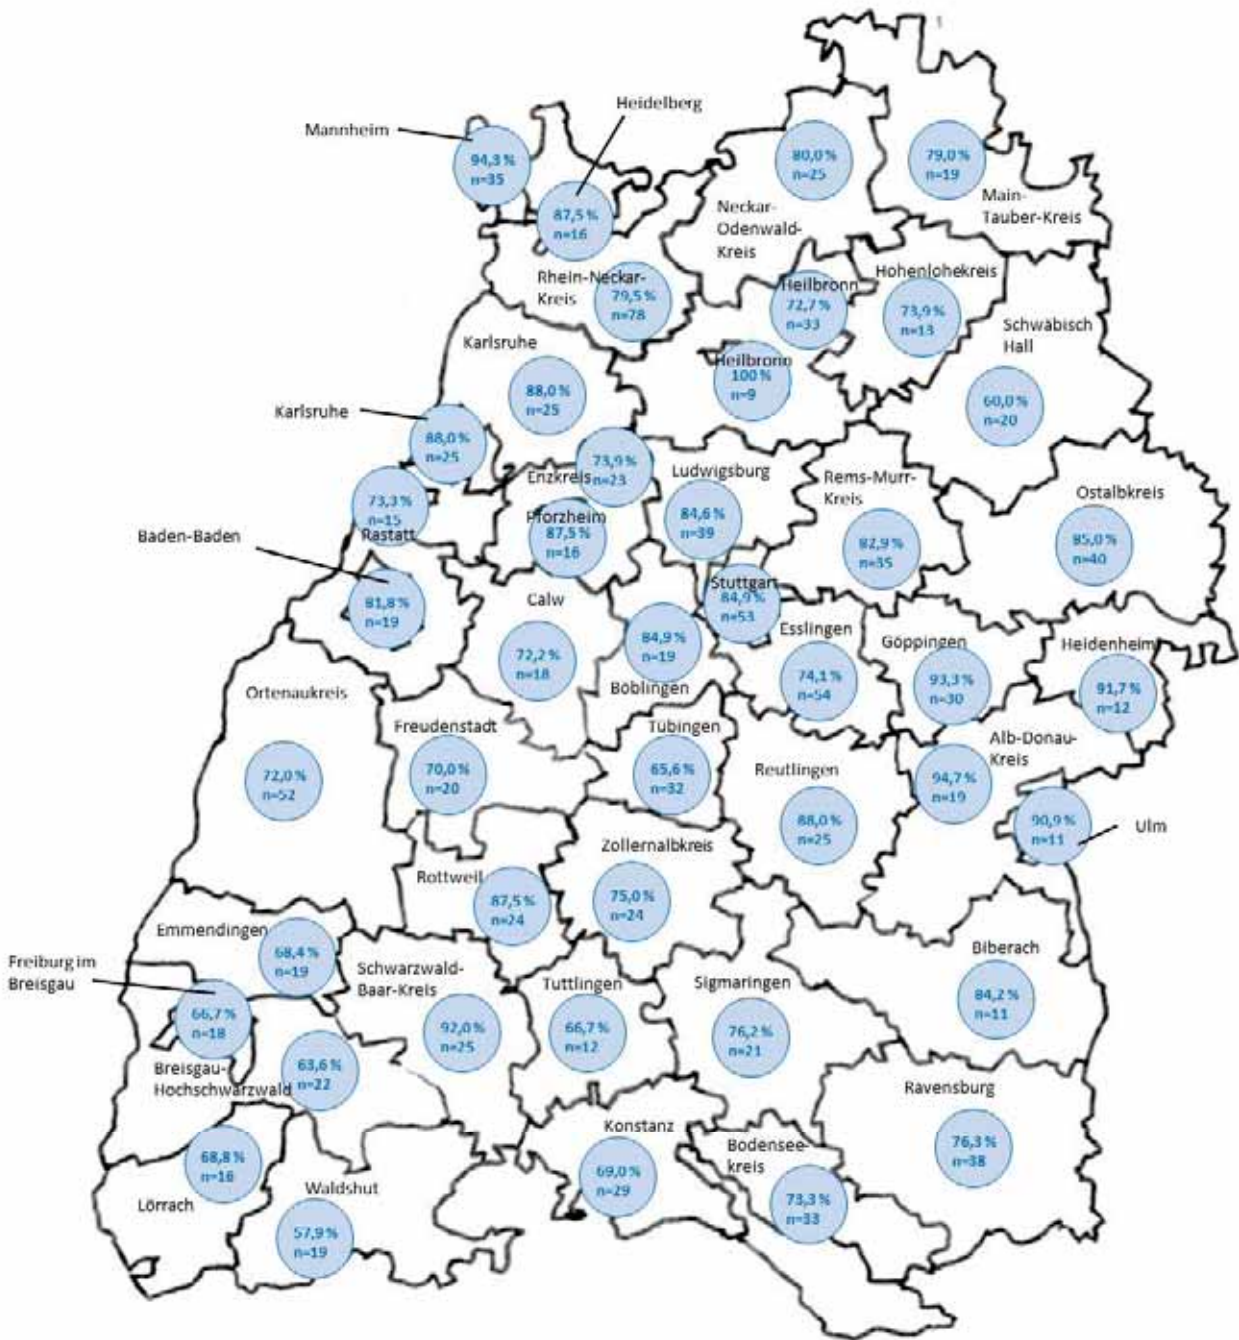 Heidelberg
Mannheim
94,3 %
n=35
87,5 %
n=16
80,0 %
n=25
79,0 %
n=19
Main-
Tauber-Kreis
Neckar-
Odenwald-
Kreis
Rhein-Neckar-
Kreis
79,5 %
n=78
Heilbronn
72,7 %
n=33
Hohenlohekreis
73,9 %
n=13
Schwäbisch
Hall
60,0 %
n=20
Karlsruhe
88,0 %
n=25
Heilbronn
100 %
n=9
Karlsruhe
88,0 %
n=25
Enzkreis
73,9 %
n=23
Ludwigsburg
84,6 %
n=39
Rems-Murr-
Kreis
82,9 %
n=35
Ostalbkreis
85,0 %
n=40
73,3 %
n=15
Rastatt
Pforzheim
87,5 %
n=16
Baden-Baden
81,8 %
n=19
Calw
72,2 %
n=18
84,9 %
n=19
Böblingen
Stuttgart
84,9 %
n=53
Esslingen
74,1 %
n=54
Göppingen
93,3 %
n=30
Heidenheim
91,7 %
n=12
Ortenaukreis
72,0 %
n=52
Freudenstadt
70,0 %
n=20
Tübingen
65,6 %
n=32
Reutlingen
88,0 %
n=25
Alb-Donau-
Kreis
94,7 %
n=19
90,9 %
n=11
Ulm
Rottweil
87,5 %
n=24
Zollernalbkreis
75,0 %
n=24
Emmendingen
68,4 %
n=19
Freiburg im
Breisgau
66,7 %
n=18
Schwarzwald-
Baar-Kreis
92,0 %
n=25
Tuttlingen
66,7 %
n=12
Sigmaringen
76,2 %
n=21
Biberach
84,2 %
n=11
Breisgau-
Hochschwarzwald
63,6 %
n=22
Ravensburg
76,3 %
n=38
Lörrach
68,8 %
n=16
Waldshut
57,9 %
n=19
Konstanz
69,0 %
n=29
Bodensee-
kreis
73,3 %
n=33